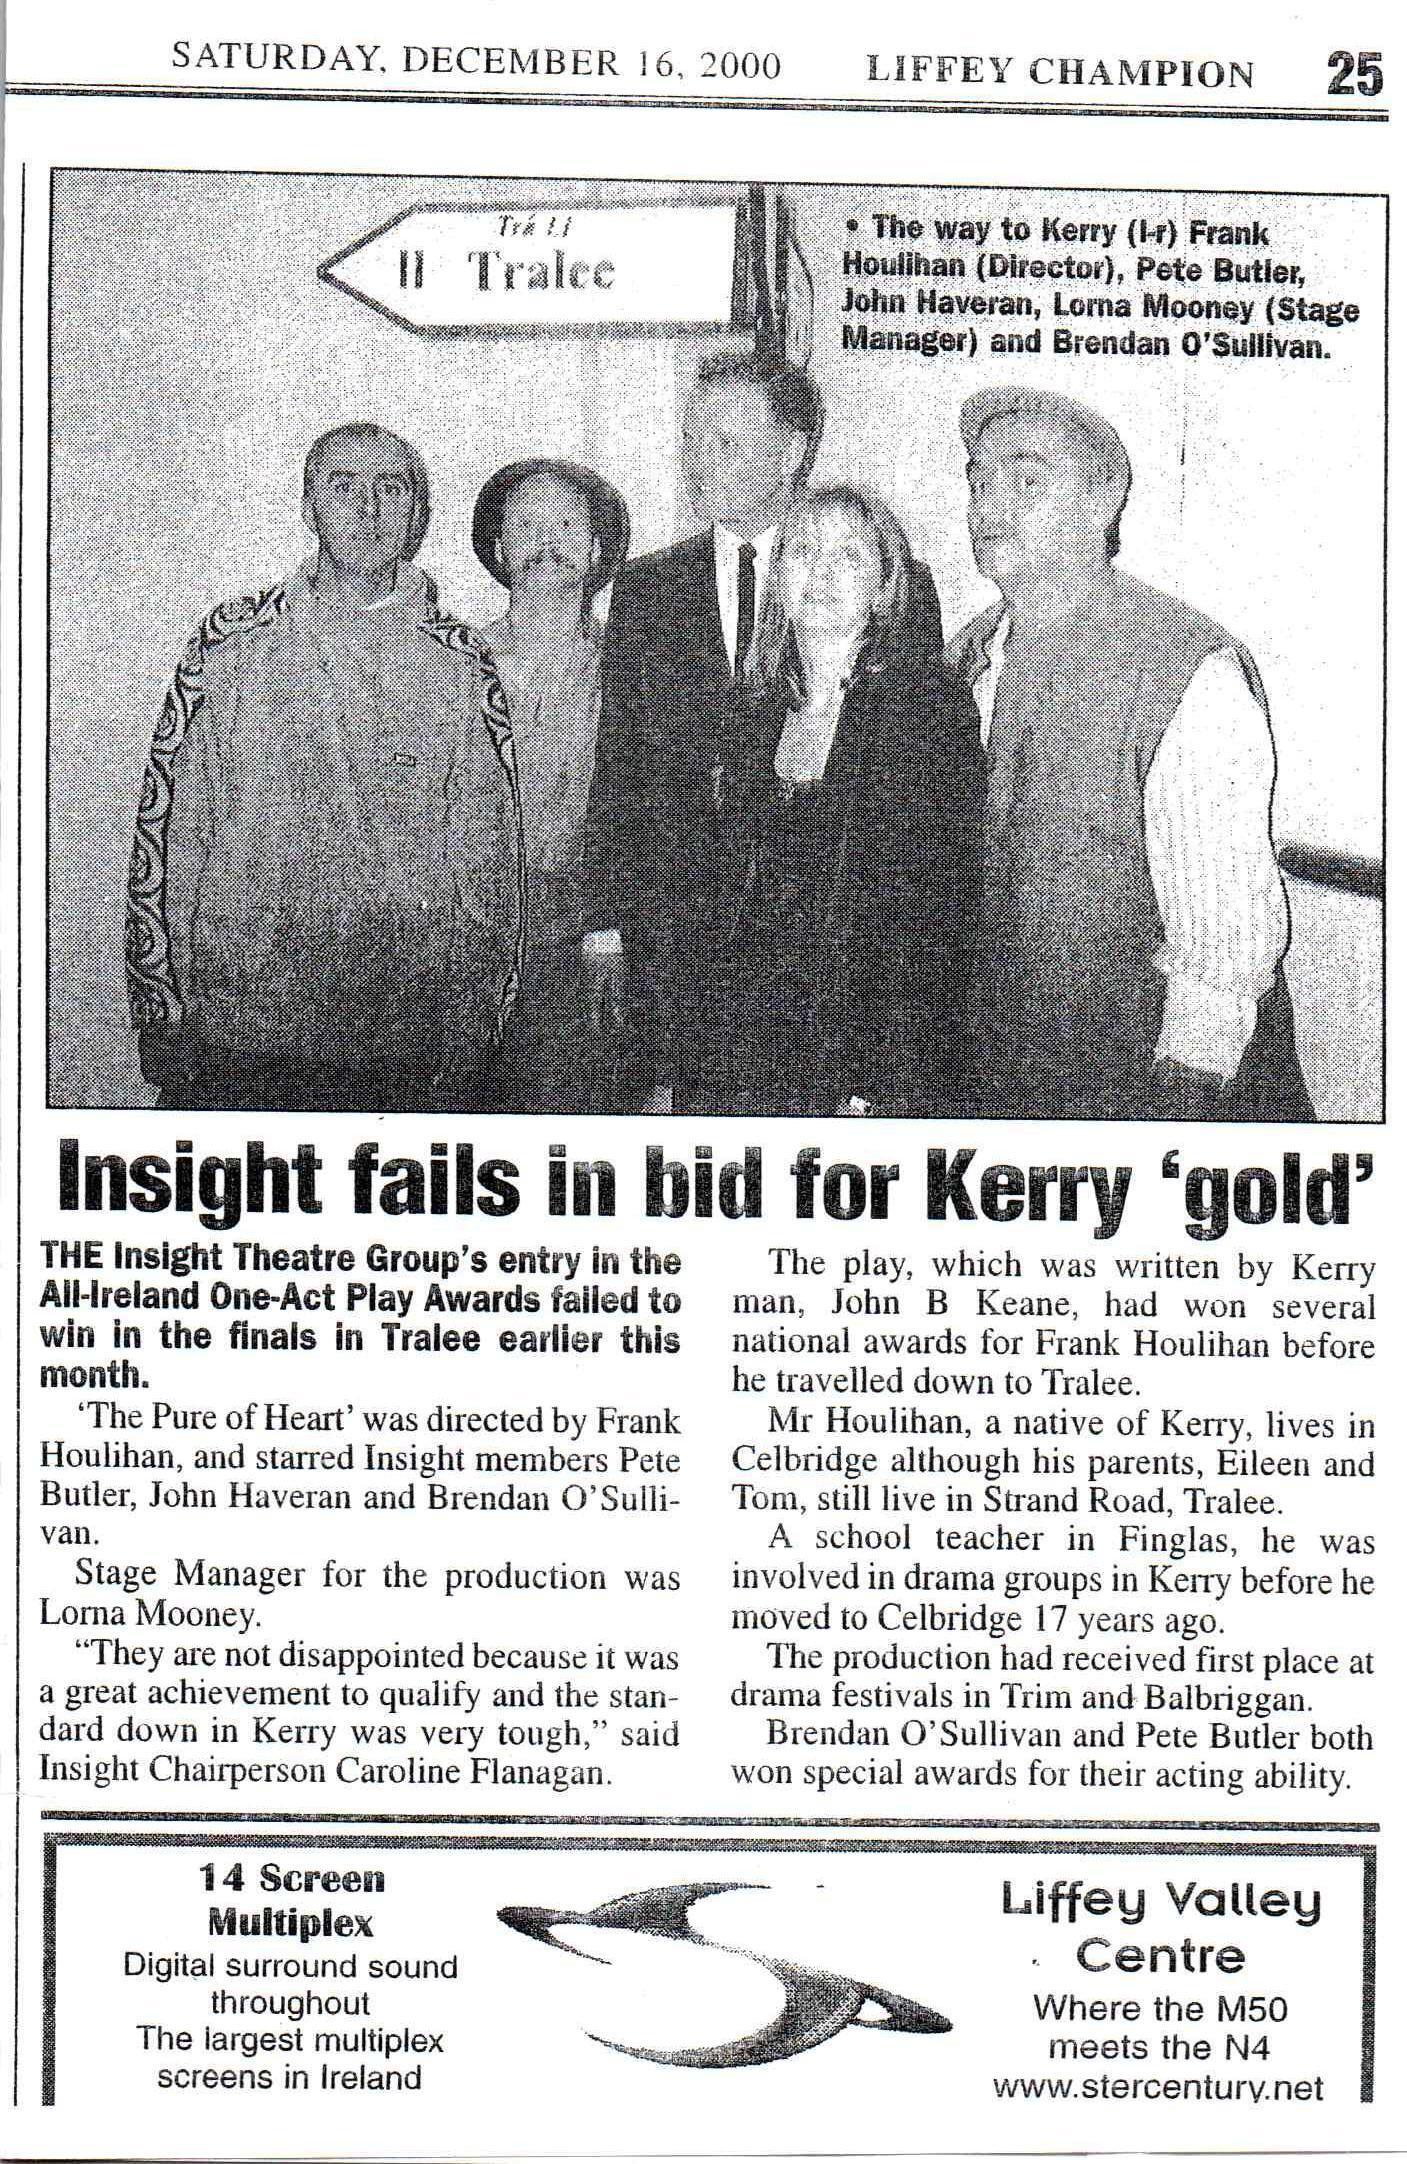 SATURDAY, DECEMBER 16, 2000 LIFFEY CHAMPION 25
Trá Lí
11 Tralee
• The way to Kerry (l-r) Frank
Houlihan (Director), Pete Butler,
John Haveran, Lorna Mooney (Stage
Manager) and Brendan O'Sullivan.
Insight fails in bid for Kerry ‘gold’
THE Insight Theatre Group's entry in the
All-Ireland One-Act Play Awards failed to
win in the finals in Tralee earlier this
month.
‘The Pure of Heart’ was directed by Frank
Houlihan, and starred Insight members Pete
Butler, John Haveran and Brendan O'Sulli-
van.
Stage Manager for the production was
Lorna Mooney.
“They are not disappointed because it was
a great achievement to qualify and the stan-
dard down in Kerry was very tough,” said
Insight Chairperson Caroline Flanagan.
The play, which was written by Kerry
man, John B Keane, had won several
national awards for Frank Houlihan before
he travelled down to Tralee.
Mr Houlihan, a native of Kerry, lives in
Celbridge although his parents, Eileen and
Tom, still live in Strand Road, Tralee.
A school teacher in Finglas, he was
involved in drama groups in Kerry before he
moved to Celbridge 17 years ago.
The production had received first place at
drama festivals in Trim and Balbriggan.
Brendan O'Sullivan and Pete Butler both
won special awards for their acting ability.
14 Screen
Multiplex
Digital surround sound
throughout
The largest multiplex
screens in Ireland
Liffey Valley
Centre
Where the M50
meets the N4
www.stercentury.net